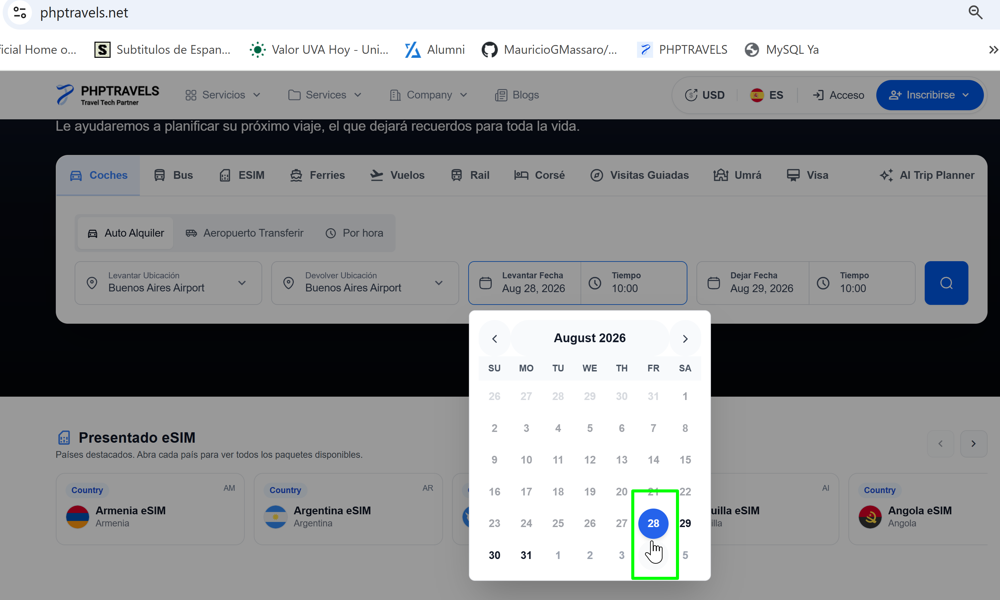 phptravels.net
ficial Home o...
Subtitulos de Espan...
Valor UVA Hoy - Uni...
Alumni
MauricioGMassaro/...
PHPTRAVELS
MySQL Ya
PHPTRAVELS
Travel Tech Partner
Servicios
Services
Company
Blogs
USD
ES
Acceso
Inscribirse
Le ayudaremos a planificar su próximo viaje, el que dejará recuerdos para toda la vida.
Coches
Bus
ESIM
Ferries
Vuelos
Rail
Corsé
Visitas Guiadas
Umrá
Visa
AI Trip Planner
Auto Alquiler
Aeropuerto Transferir
Por hora
Levantar Ubicación
Buenos Aires Airport
Devolver Ubicación
Buenos Aires Airport
Levantar Fecha
Aug 28, 2026
Tiempo
10:00
Dejar Fecha
Aug 29, 2026
Tiempo
10:00
August 2026
SU MO TU WE TH FR SA
26 27 28 29 30 31 1
2 3 4 5 6 7 8
9 10 11 12 13 14 15
16 17 18 19 20 21 22
23 24 25 26 27 28 29
30 31 1 2 3 5
Presentado eSIM
Países destacados. Abra cada país para ver todos los paquetes disponibles.
Country
AM
Armenia eSIM
Armenia
Country
AR
Argentina eSIM
Argentina
AI
uilla eSIM
illa
Country
Angola eSIM
Angola